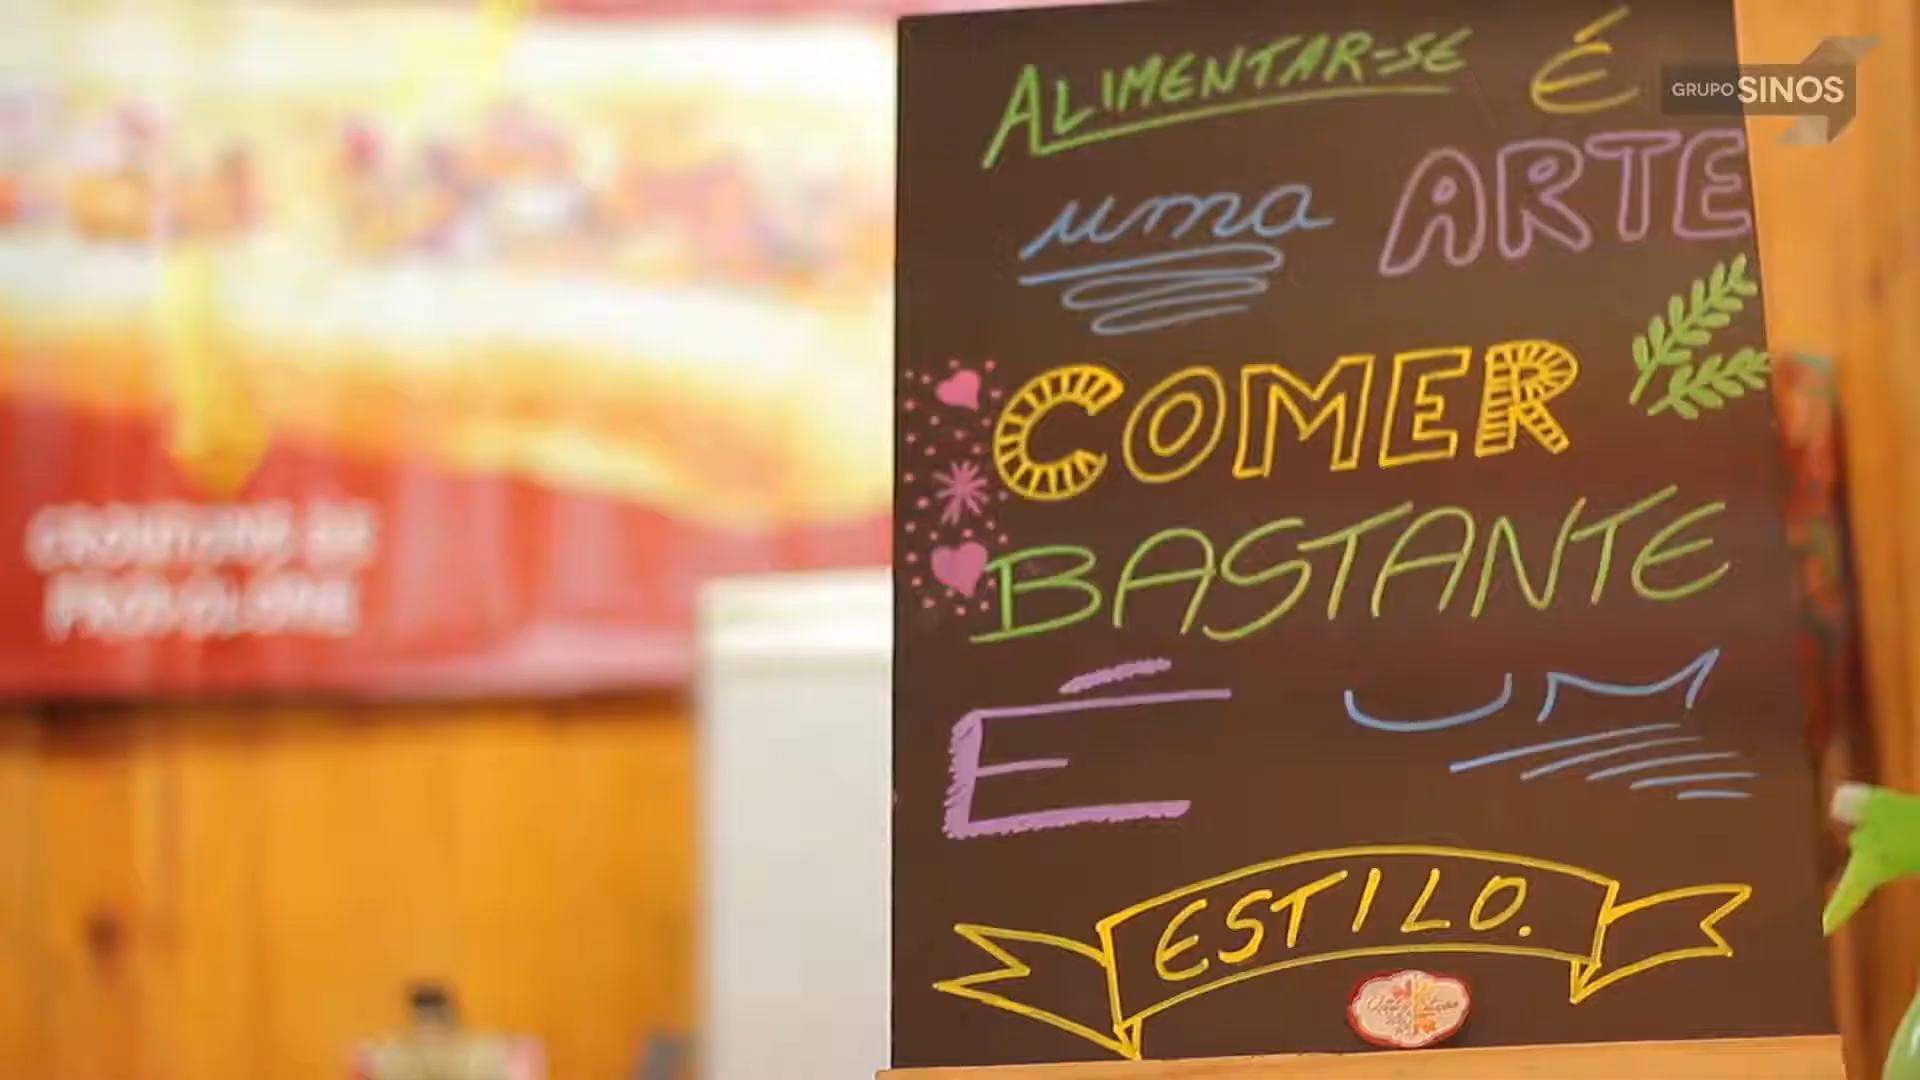 ALIMENTAR-SE É
uma ARTE
COMER
BASTANTE
É UM
ESTILO.
GRUPO SINOS